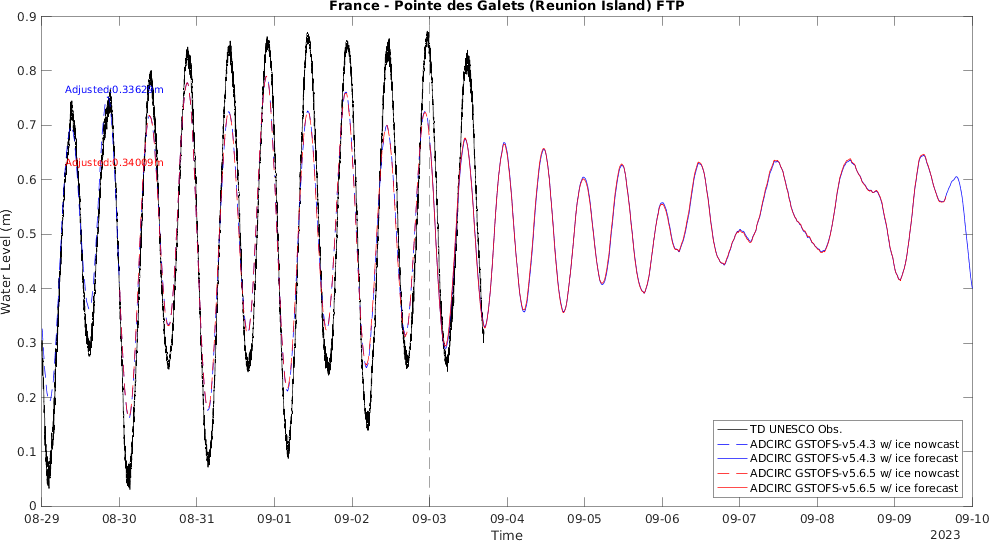 France - Pointe des Galets (Reunion Island) FTP
0.9
0.8
0.7
0.6
0.5
0.4
0.3
0.2
0.1
0
Water Level (m)
Adjusted:0.34009m
TD UNESCO Obs.
ADCIRC GSTOFS-v5.4.3 w/ ice nowcast
ADCIRC GSTOFS-v5.4.3 w/ ice forecast
ADCIRC GSTOFS-v5.6.5 w/ ice nowcast
ADCIRC GSTOFS-v5.6.5 w/ ice forecast
08-29 08-30 08-31 09-01 09-02 09-03 09-04 09-05 09-06 09-07 09-08 09-09 09-10
Time
2023